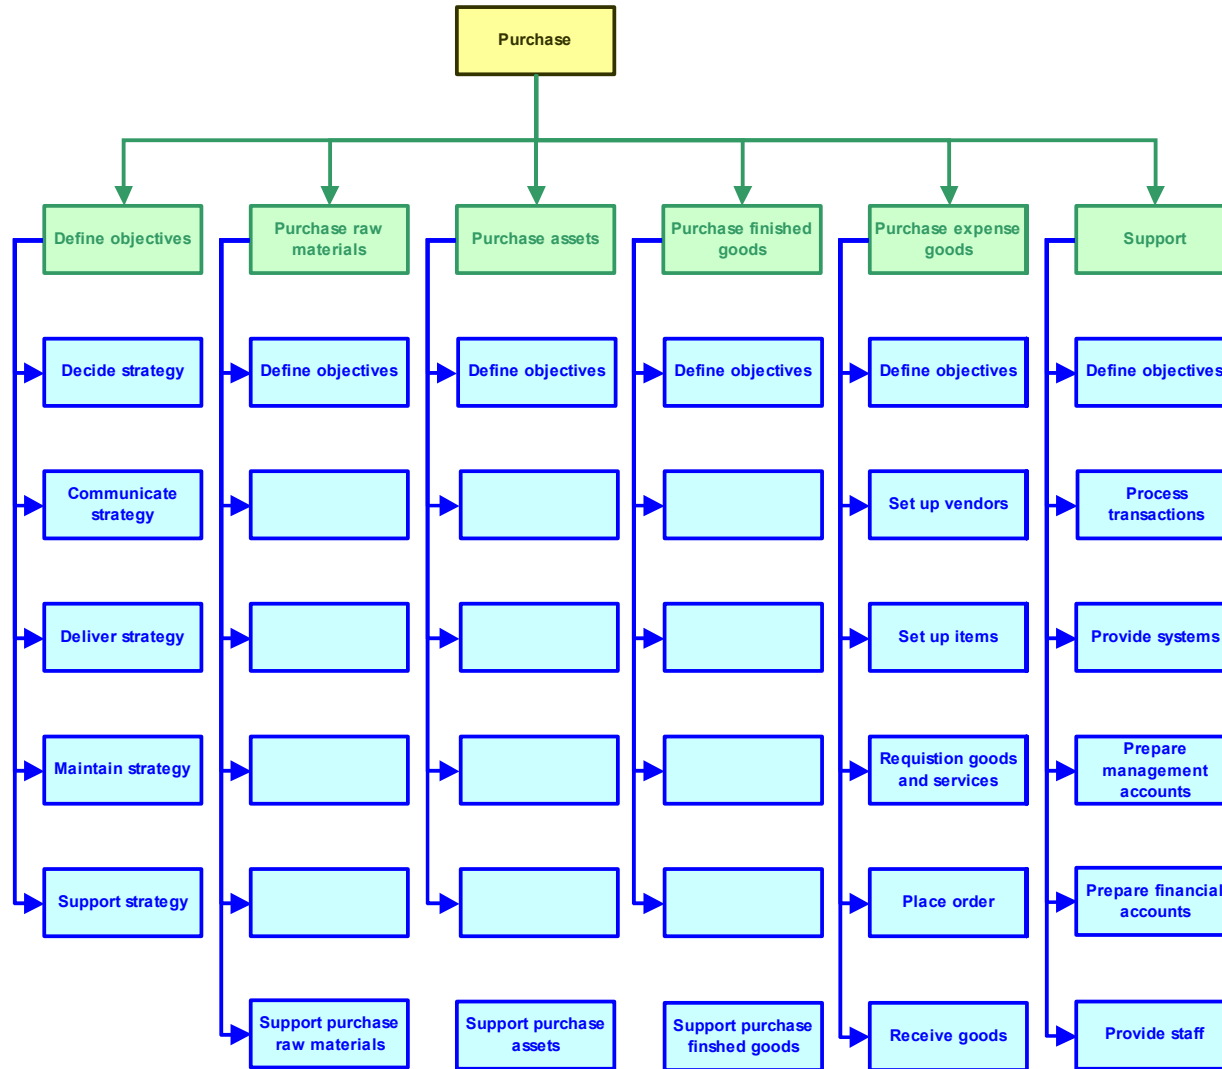 Purchase
Define objectives
Purchase raw
materials
Purchase assets
Purchase finished
goods
Purchase expense
goods
Support
Decide strategy
Define objectives
Define objectives
Define objectives
Define objectives
Define objectives
Communicate
strategy
Set up vendors
Process
transactions
Deliver strategy
Set up items
Provide systems
Maintain strategy
Requistion goods
and services
Prepare
management
accounts
Support strategy
Place order
Prepare financial
accounts
Support purchase
raw materials
Support purchase
assets
Support purchase
finshed goods
Receive goods
Provide staff